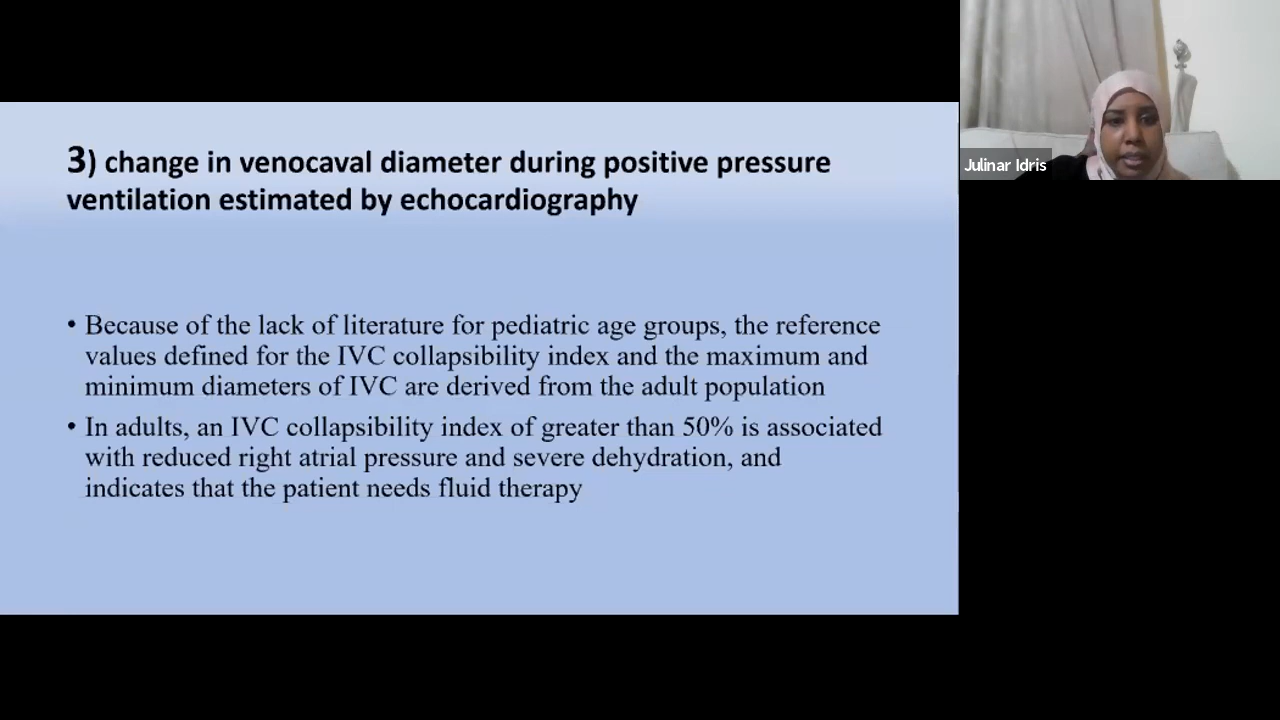 3) change in venocaval diameter during positive pressure
ventilation estimated by echocardiography
• Because of the lack of literature for pediatric age groups, the reference
values defined for the IVC collapsibility index and the maximum and
minimum diameters of IVC are derived from the adult population
• In adults, an IVC collapsibility index of greater than 50% is associated
with reduced right atrial pressure and severe dehydration, and
indicates that the patient needs fluid therapy
Julinar Idris